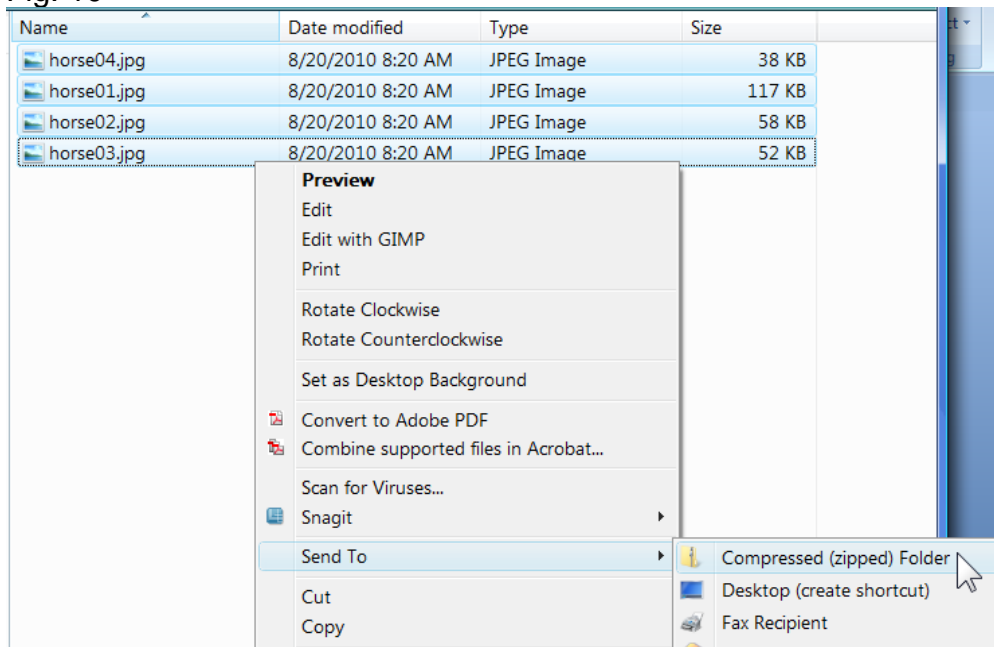 Name Date modified Type Size
horse04.jpg 8/20/2010 8:20 AM JPEG Image 38 KB
horse01.jpg 8/20/2010 8:20 AM JPEG Image 117 KB
horse02.jpg 8/20/2010 8:20 AM JPEG Image 58 KB
horse03.jpg 8/20/2010 8:20 AM JPEG Image 52 KB
Preview
Edit
Edit with GIMP
Print
Rotate Clockwise
Rotate Counterclockwise
Set as Desktop Background
Convert to Adobe PDF
Combine supported files in Acrobat...
Scan for Viruses...
Snagit
Send To
Compressed (zipped) Folder
Desktop (create shortcut)
Cut
Copy
Fax Recipient